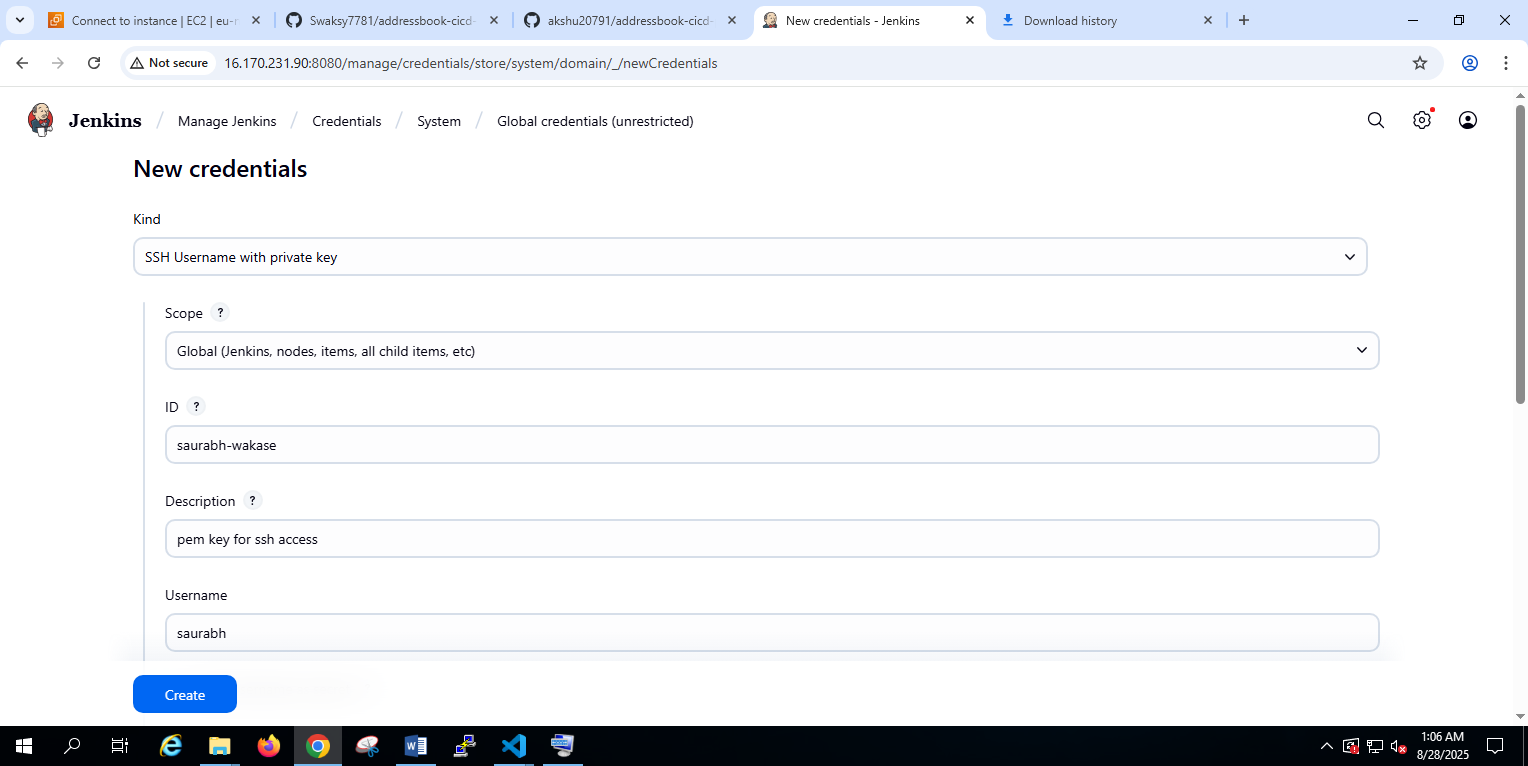 Connect to instance | EC2 | eu-n
Swaksy7781/addressbook-cicd-
akshu20791/addressbook-cicd-
New credentials - Jenkins
Download history
Not secure
16.170.231.90:8080/manage/credentials/store/system/domain/_/newCredentials
Jenkins / Manage Jenkins / Credentials / System / Global credentials (unrestricted)
New credentials
Kind
SSH Username with private key
Scope ?
Global (Jenkins, nodes, items, all child items, etc)
ID ?
saurabh-wakase
Description ?
pem key for ssh access
Username
saurabh
Create
1:06 AM
8/28/2025